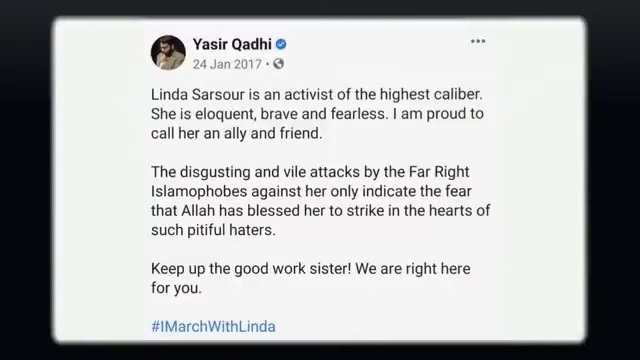 Yasir Qadhi
24 Jan 2017 •
Linda Sarsour is an activist of the highest caliber.
She is eloquent, brave and fearless. I am proud to
call her an ally and friend.
The disgusting and vile attacks by the Far Right
Islamophobes against her only indicate the fear
that Allah has blessed her to strike in the hearts of
such pitiful haters.
Keep up the good work sister! We are right here
for you.
#IMarchWithLinda